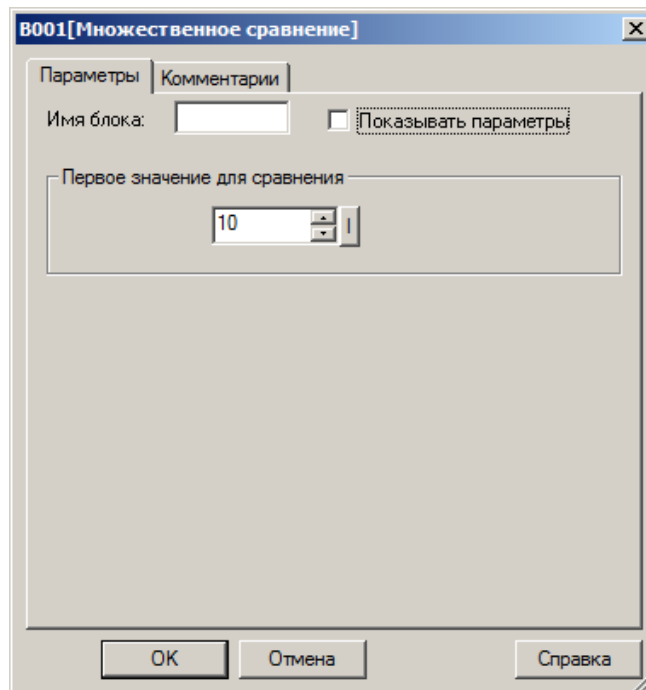 B001[Множественное сравнение]
Параметры Комментарии
Имя блока: Показывать параметры
Первое значение для сравнения
10 I
OK Отмена Справка